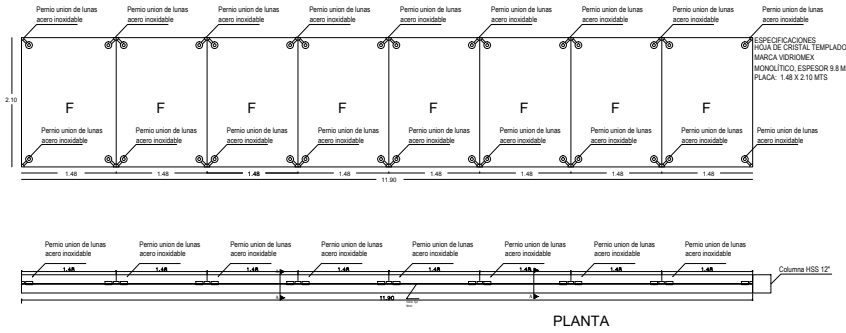 Pernio union de lunas
acero inoxidable
Pernio union de lunas
acero inoxidable
Pernio union de lunas
acero inoxidable
Pernio union de lunas
acero inoxidable
Pernio union de lunas
acero inoxidable
Pernio union de lunas
acero inoxidable
Pernio union de lunas
acero inoxidable
Pernio union de lunas
acero inoxidable
Pernio union de lunas
acero inoxidable
ESPECIFICACIONES
HOJA DE CRISTAL TEMPLADO
MARCA VIDRIOMEX
MONOLÍTICO, ESPESOR 9.8 M
PLACA: 1.48 X 2.10 MTS
2.10
F
F
F
F
F
F
F
F
Pernio union de lunas
acero inoxidable
Pernio union de lunas
acero inoxidable
Pernio union de lunas
acero inoxidable
Pernio union de lunas
acero inoxidable
Pernio union de lunas
acero inoxidable
Pernio union de lunas
acero inoxidable
Pernio union de lunas
acero inoxidable
Pernio union de lunas
acero inoxidable
Pernio union de lunas
acero inoxidable
1.48
1.48
1.48
1.48
1.48
1.48
1.48
1.48
11.90
Pernio union de lunas
acero inoxidable
Pernio union de lunas
acero inoxidable
Pernio union de lunas
acero inoxidable
Pernio union de lunas
acero inoxidable
Pernio union de lunas
acero inoxidable
Pernio union de lunas
acero inoxidable
Pernio union de lunas
acero inoxidable
Pernio union de lunas
acero inoxidable
1.48
1.48
1.48
1.48
1.48
1.48
1.48
1.48
Columna HSS 12"
11.90
PLANTA